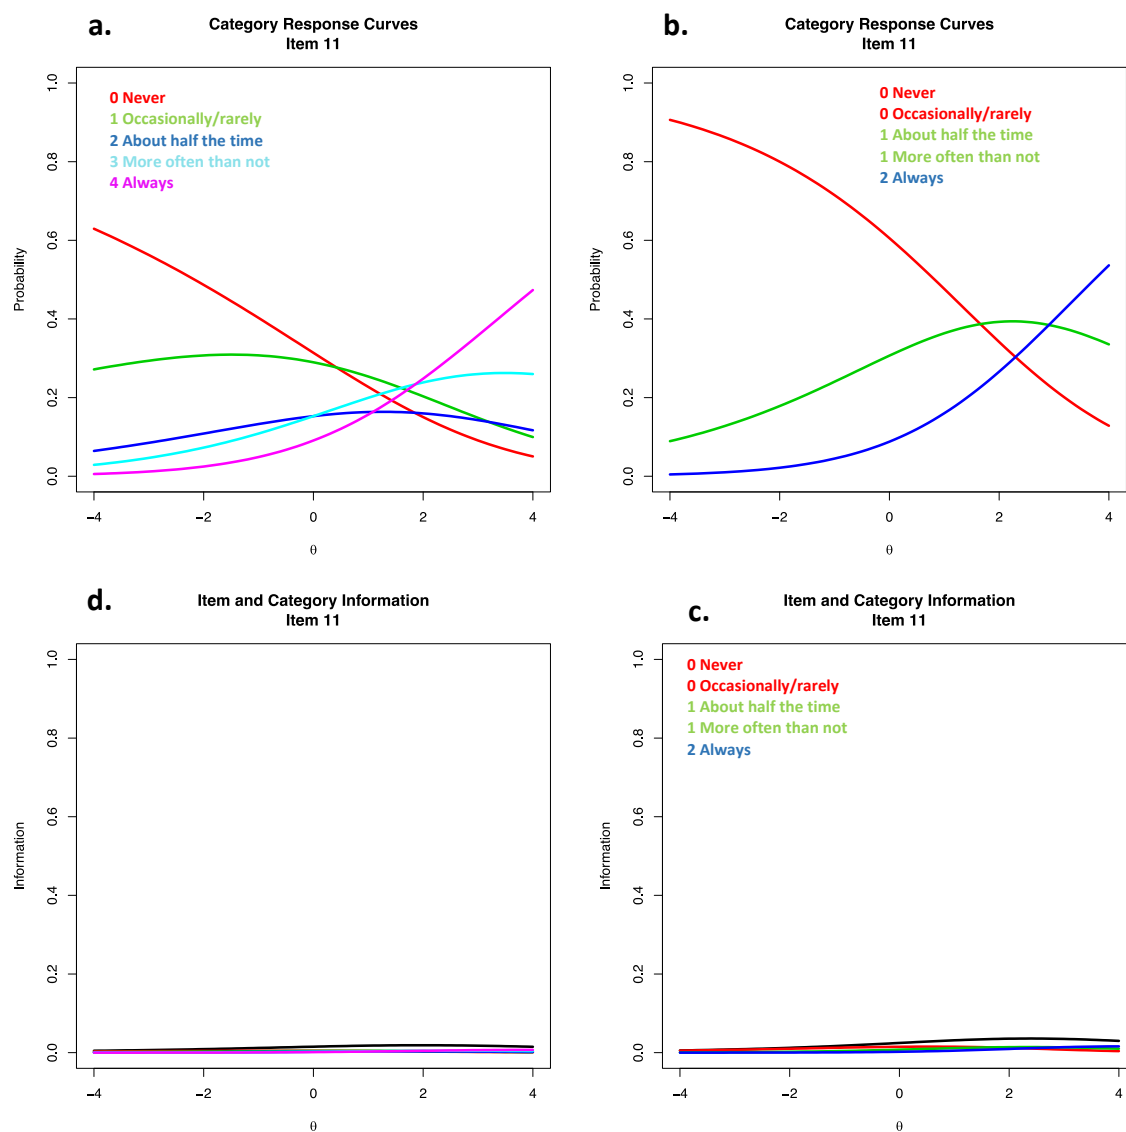 a.
Category Response Curves
Item 11
0 Never
1 Occasionally/rarely
2 About half the time
3 More often than not
4 Always
Probability
0.0 0.2 0.4 0.6 0.8 1.0
−4 −2 0 2 4
θ
b.
Category Response Curves
Item 11
0 Never
0 Occasionally/rarely
1 About half the time
1 More often than not
2 Always
Probability
0.0 0.2 0.4 0.6 0.8 1.0
−4 −2 0 2 4
θ
d.
Item and Category Information
Item 11
Information
0.0 0.2 0.4 0.6 0.8 1.0
−4 −2 0 2 4
θ
c.
Item and Category Information
Item 11
0 Never
0 Occasionally/rarely
1 About half the time
1 More often than not
2 Always
Information
0.0 0.2 0.4 0.6 0.8 1.0
−4 −2 0 2 4
θ